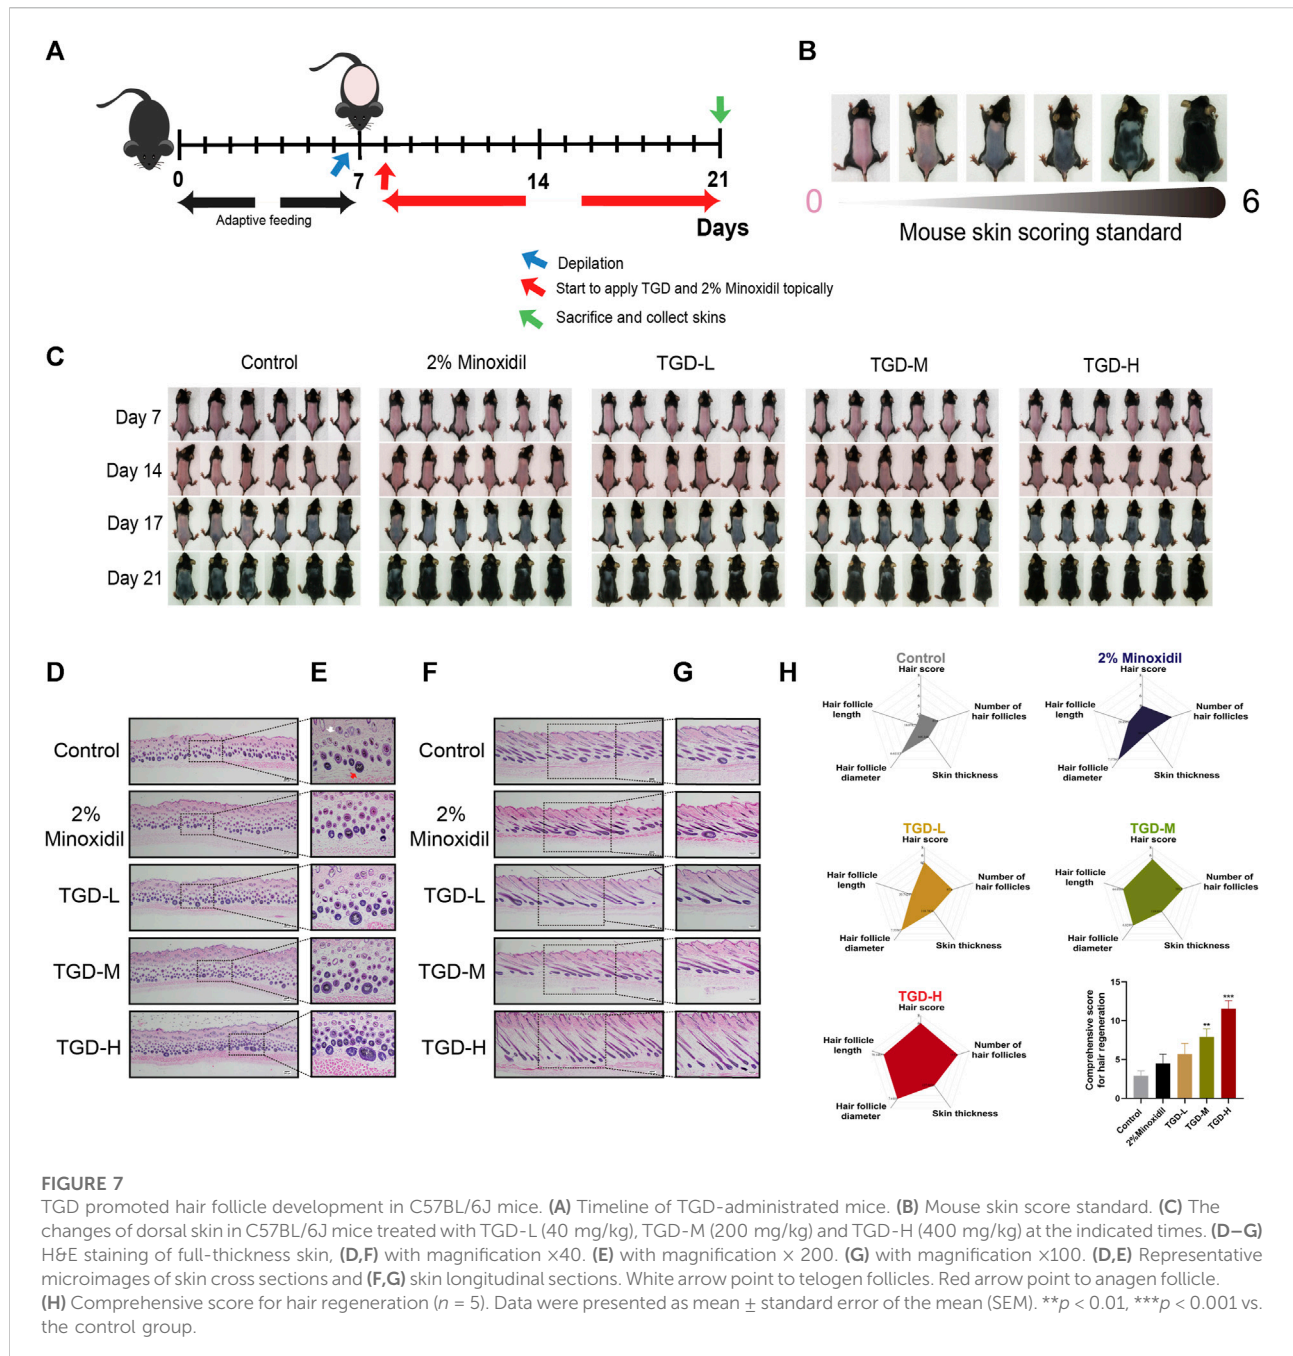 A
B
0
7
14
21
Adaptive feeding
Days
Depilation
Start to apply TGD and 2% Minoxidil topically
Sacrifice and collect skins
0
6
Mouse skin scoring standard
C
Control
2% Minoxidil
TGD-L
TGD-M
TGD-H
Day 7
Day 14
Day 17
Day 21
D
E
F
G
H
Control
2%
Minoxidil
TGD-L
TGD-M
TGD-H
Control
2%
Minoxidil
TGD-L
TGD-M
TGD-H
Control
Hair score
Hair follicle
length
Number of
hair follicles
Hair follicle
diameter
Skin thickness
2% Minoxidil
Hair score
Hair follicle
length
Number of
hair follicles
Hair follicle
diameter
Skin thickness
TGD-L
Hair score
Hair follicle
length
Number of
hair follicles
Hair follicle
diameter
Skin thickness
TGD-M
Hair score
Hair follicle
length
Number of
hair follicles
Hair follicle
diameter
Skin thickness
TGD-H
Hair score
Hair follicle
length
Number of
hair follicles
Hair follicle
diameter
Skin thickness
Comprehensive score
for hair regeneration
15
10
5
0
**
***
Control
2%Minoxidil
TGD-L
TGD-M
TGD-H
FIGURE 7
TGD promoted hair follicle development in C57BL/6J mice. (A) Timeline of TGD-administrated mice. (B) Mouse skin score standard. (C) The
changes of dorsal skin in C57BL/6J mice treated with TGD-L (40 mg/kg), TGD-M (200 mg/kg) and TGD-H (400 mg/kg) at the indicated times. (D–G)
H&E staining of full-thickness skin, (D,F) with magnification ×40. (E) with magnification × 200. (G) with magnification ×100. (D,E) Representative
microimages of skin cross sections and (F,G) skin longitudinal sections. White arrow point to telogen follicles. Red arrow point to anagen follicle.
(H) Comprehensive score for hair regeneration (n = 5). Data were presented as mean ± standard error of the mean (SEM). **p < 0.01, ***p < 0.001 vs.
the control group.